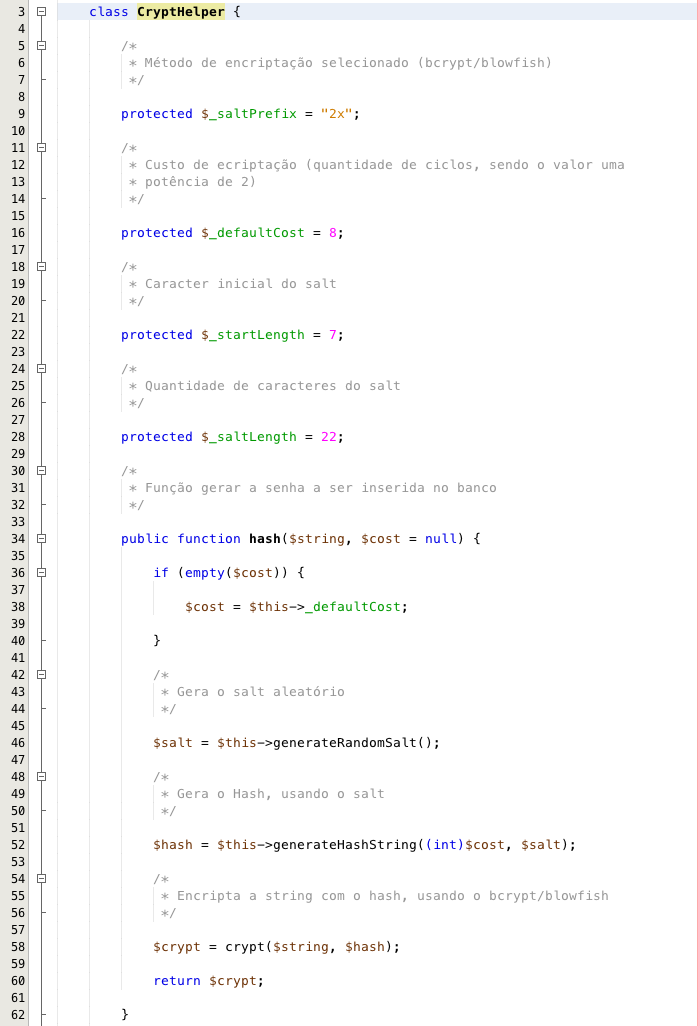 3 class CryptHelper {
4
5 /*
6 * Método de encriptação selecionado (bcrypt/blowfish)
7 */
8
9 protected $_saltPrefix = "2x";
10
11 /*
12 * Custo de ecriptação (quantidade de ciclos, sendo o valor uma
13 * potência de 2)
14 */
15
16 protected $_defaultCost = 8;
17
18 /*
19 * Caracter inicial do salt
20 */
21
22 protected $_startLength = 7;
23
24 /*
25 * Quantidade de caracteres do salt
26 */
27
28 protected $_saltLength = 22;
29
30 /*
31 * Função gerar a senha a ser inserida no banco
32 */
33
34 public function hash($string, $cost = null) {
35
36 if (empty($cost)) {
37
38 $cost = $this->_defaultCost;
39
40 }
41
42 /*
43 * Gera o salt aleatório
44 */
45
46 $salt = $this->generateRandomSalt();
47
48 /*
49 * Gera o Hash, usando o salt
50 */
51
52 $hash = $this->generateHashString((int)$cost, $salt);
53
54 /*
55 * Encripta a string com o hash, usando o bcrypt/blowfish
56 */
57
58 $crypt = crypt($string, $hash);
59
60 return $crypt;
61
62 }